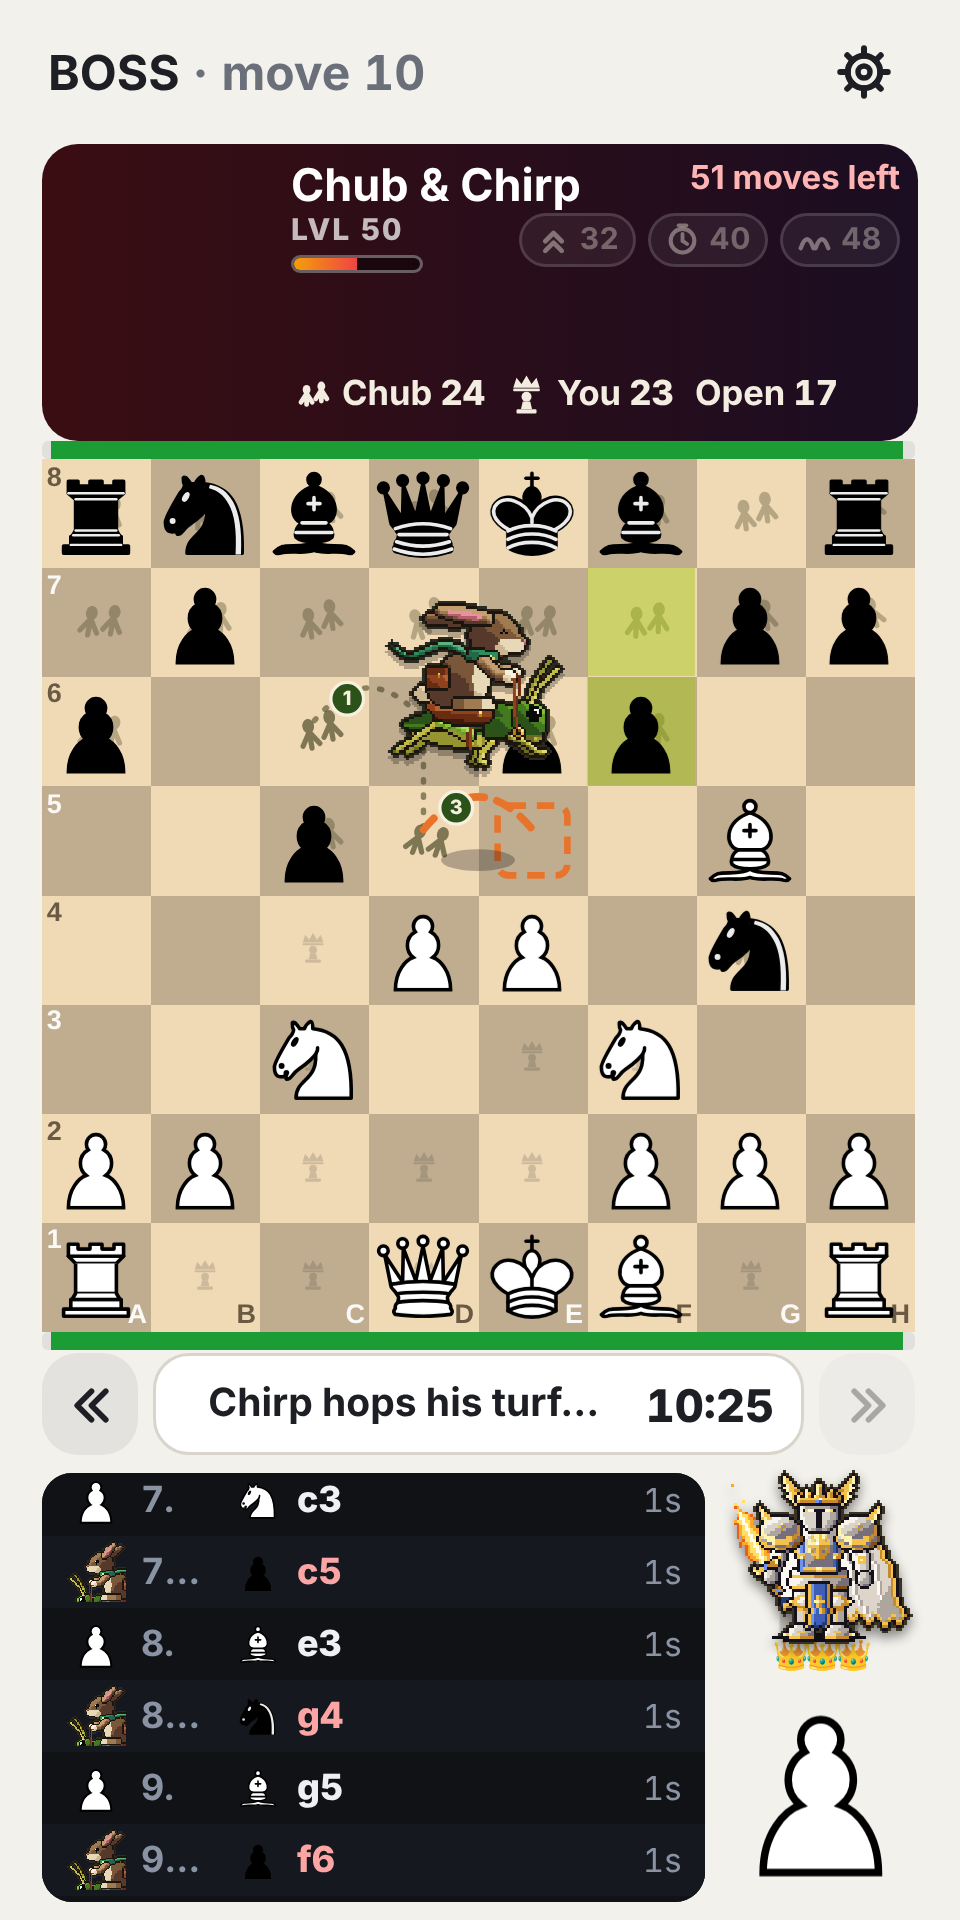 BOSS · move 10
Chub & Chirp
51 moves left
LVL 50
32 40 48
Chub 24 You 23 Open 17
8
7
6
1
5
3
4
3
2
1
A B C D E F G H
Chirp hops his turf... 10:25
7. c3 1s
7... c5 1s
8. e3 1s
8... g4 1s
9. g5 1s
9... f6 1s